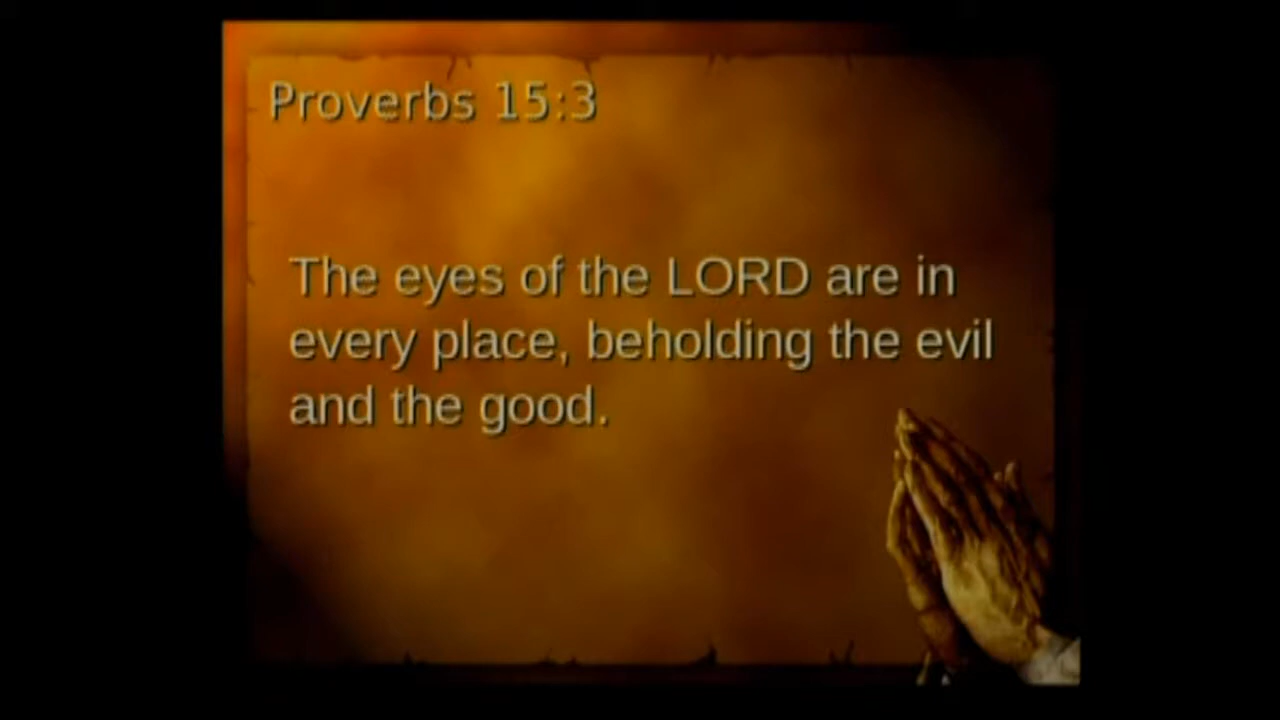 Proverbs 15:3
The eyes of the LORD are in
every place, beholding the evil
and the good.